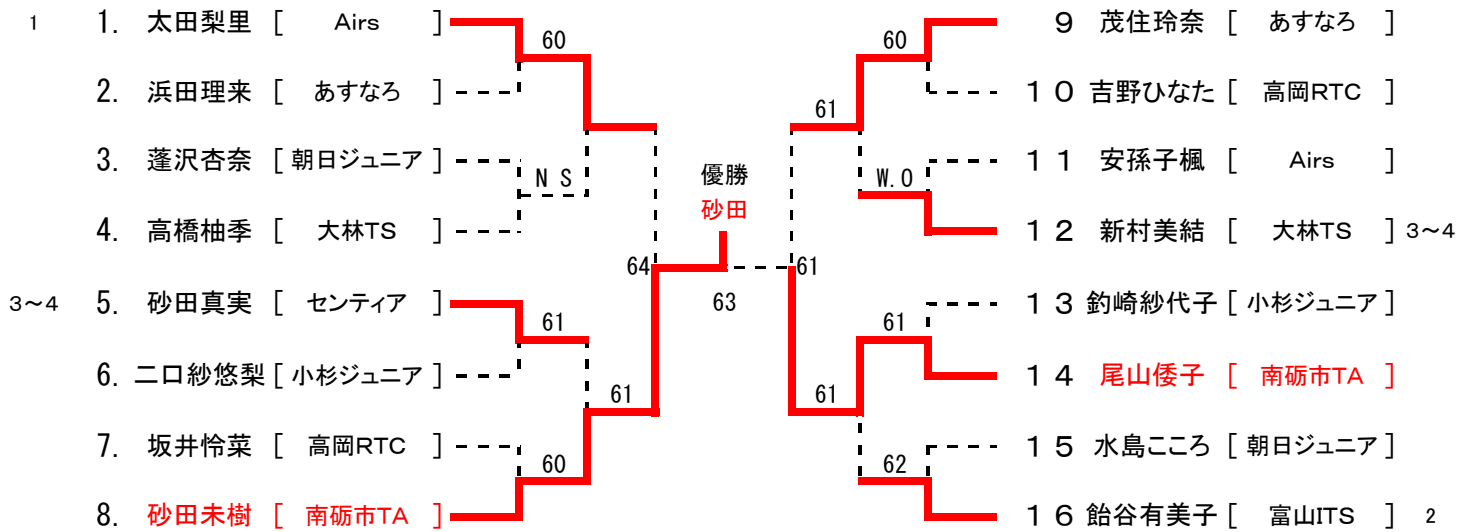 1 1. 太田梨里 [ Airs ]
60
2. 浜田理来 [ あすなろ ]
3. 蓬沢杏奈 [ 朝日ジュニア ]
N S
4. 高橋柚季 [ 大林TS ]
64
3~4 5. 砂田真実 [ センティア ]
61
6. 二口紗悠梨 [ 小杉ジュニア ]
61
7. 坂井怜菜 [ 高岡RTC ]
60
8. 砂田未樹 [ 南砺市TA ]
優勝
砂田
63
9 茂住玲奈 [ あすなろ ]
60
10 吉野ひなた [ 高岡RTC ]
61
11 安孫子楓 [ Airs ]
W.O
12 新村美結 [ 大林TS ] 3~4
61
13 釣崎紗代子 [ 小杉ジュニア ]
61
14 尾山倭子 [ 南砺市TA ]
61
15 水島こころ [ 朝日ジュニア ]
62
16 飴谷有美子 [ 富山ITS ] 2